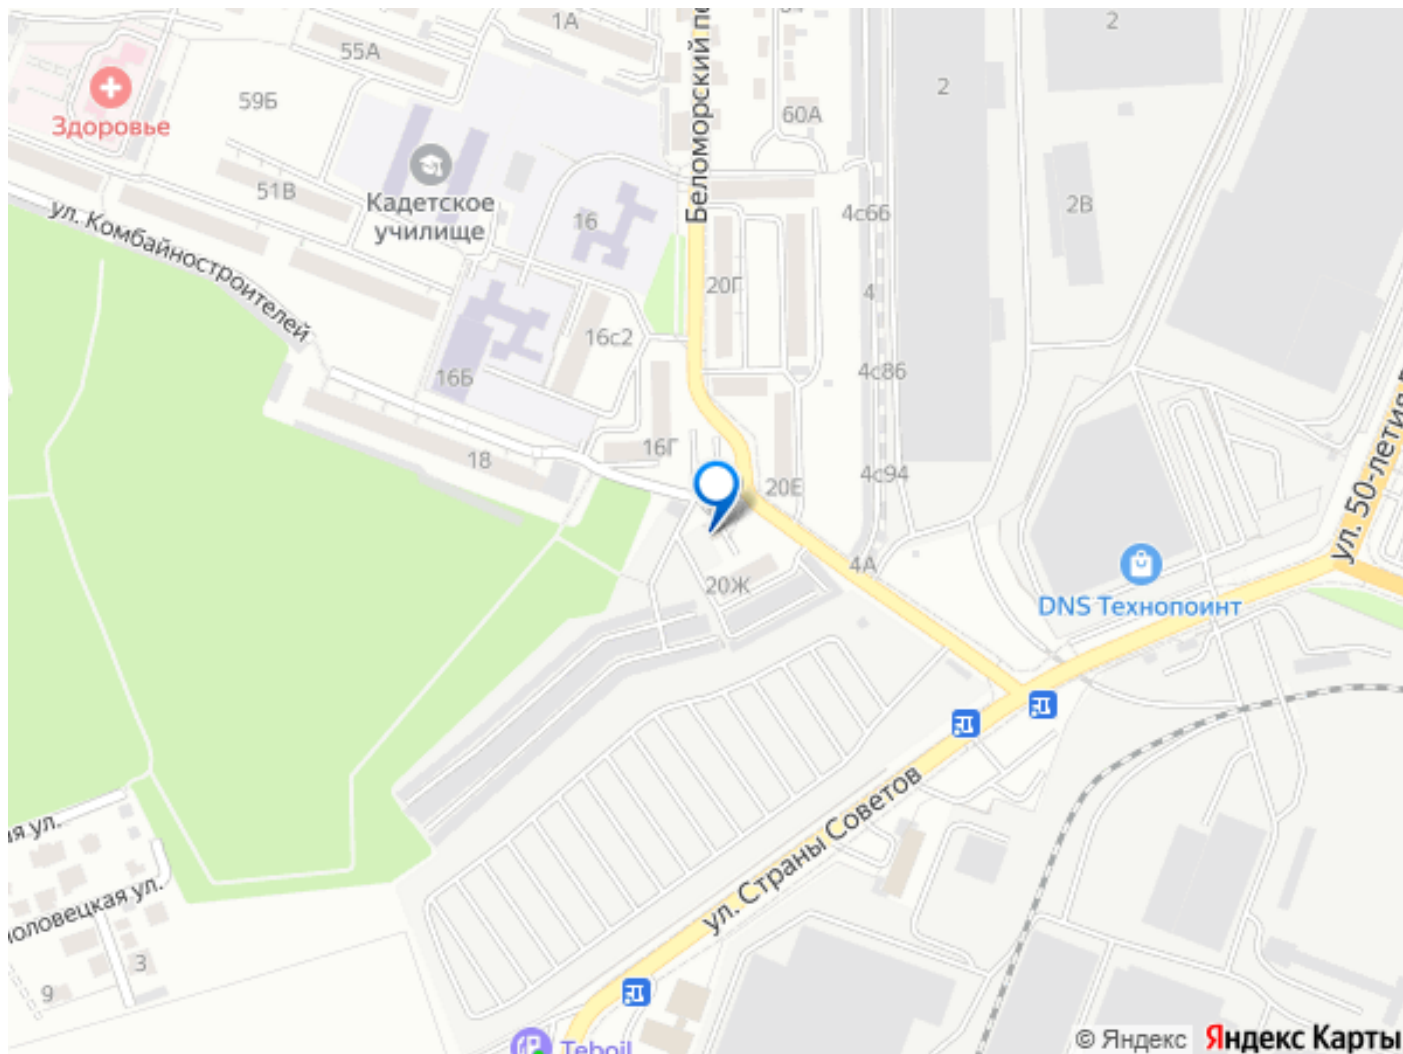 1А
2
55А
2
59Б
60А
Здоровье
Беломорский
51В
Кадетское
училище
16
4с66
2В
ул. Комбайностроителей
20Г
4
16с2
4с86
16Б
16Г
18
4с94
20Е
ул. 50-летия
4А
20Ж
DNS Технопоинт
ул. Страны Советов
ул.
ул.
3
9
Teboil
© Яндекс Яндекс Карты